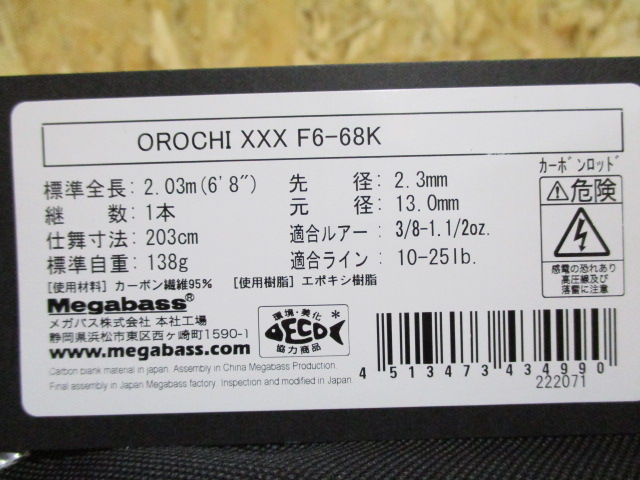 OROCHI XXX F6-68K
標準全長：2.03m(6'8")
先　径：2.3mm
継　数：1本
元　径：13.0mm
仕舞寸法：203cm
適合ルアー：3/8-1.1/2oz.
標準自重：138g
適合ライン：10-25lb.
[使用材料] カーボン繊維95%　[使用樹脂] エポキシ樹脂
カーボンロッド
危険
感電の恐れあり
高圧線及び
落雷に注意
Megabass®
メガバス株式会社 本社工場
静岡県浜松市東区西ヶ崎町1590-1
www.megabass.com
環境・美化
DECO
協力商品
Carbon blank material in japan. Assembly in China Megabass Production.
Final assembly in Japan Megabass factory. Inspection and modified in Japan.
4 513473 434990
222071